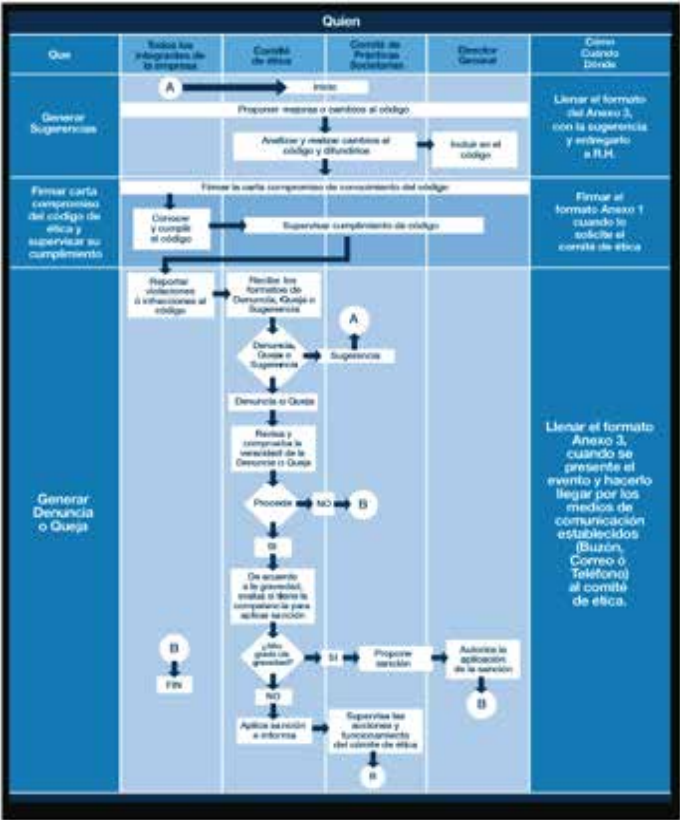 Quien
Que
Todos los
integrantes de
la empresa
Comité
de ética
Comité de
Prácticas
Societarias
Director
General
Cómo
Cuándo
Dónde
Generar
Sugerencias
A
Inicio
Proponer mejoras o cambios al código
Analizar y realizar cambios al
código y difundirlos
Incluir en el
código
Llenar el formato
del Anexo 3,
con la sugerencia
y entregarlo
a R.H.
Firmar carta
compromiso
del código de
ética y
supervisar su
cumplimiento
Firmar la carta compromiso de conocimiento del código
Conocer
y cumplir
el código
Supervisar cumplimiento de código
Firmar el
formato Anexo 1
cuando lo
solicite el
comité de ética
Generar
Denuncia
o Queja
Reportar
violaciones
ó infracciones al
código
Recibe los
formatos de
Denuncia, Queja o
Sugerencia
A
Denuncia,
Queja o
Sugerencia
Sugerencia
Denuncia o Queja
Revisa y
comprueba la
veracidad de la
Denuncia o Queja
Procede
NO
B
SI
De acuerdo
a la gravedad,
evalúa si tiene la
competencia para
aplicar sanción
¿Alto
grado de
gravedad?
SI
Propone
sanción
Autoriza la
aplicación
de la sanción
B
B
FIN
NO
Aplica sanción
e informa
Supervisa las
acciones y
funcionamiento
del cómite de ética
B
Llenar el formato
Anexo 3,
cuando se
presente el
evento y hacerlo
llegar por los
medios de
comunicación
establecidos
(Buzón,
Correo ó
Teléfono)
al comité
de ética.